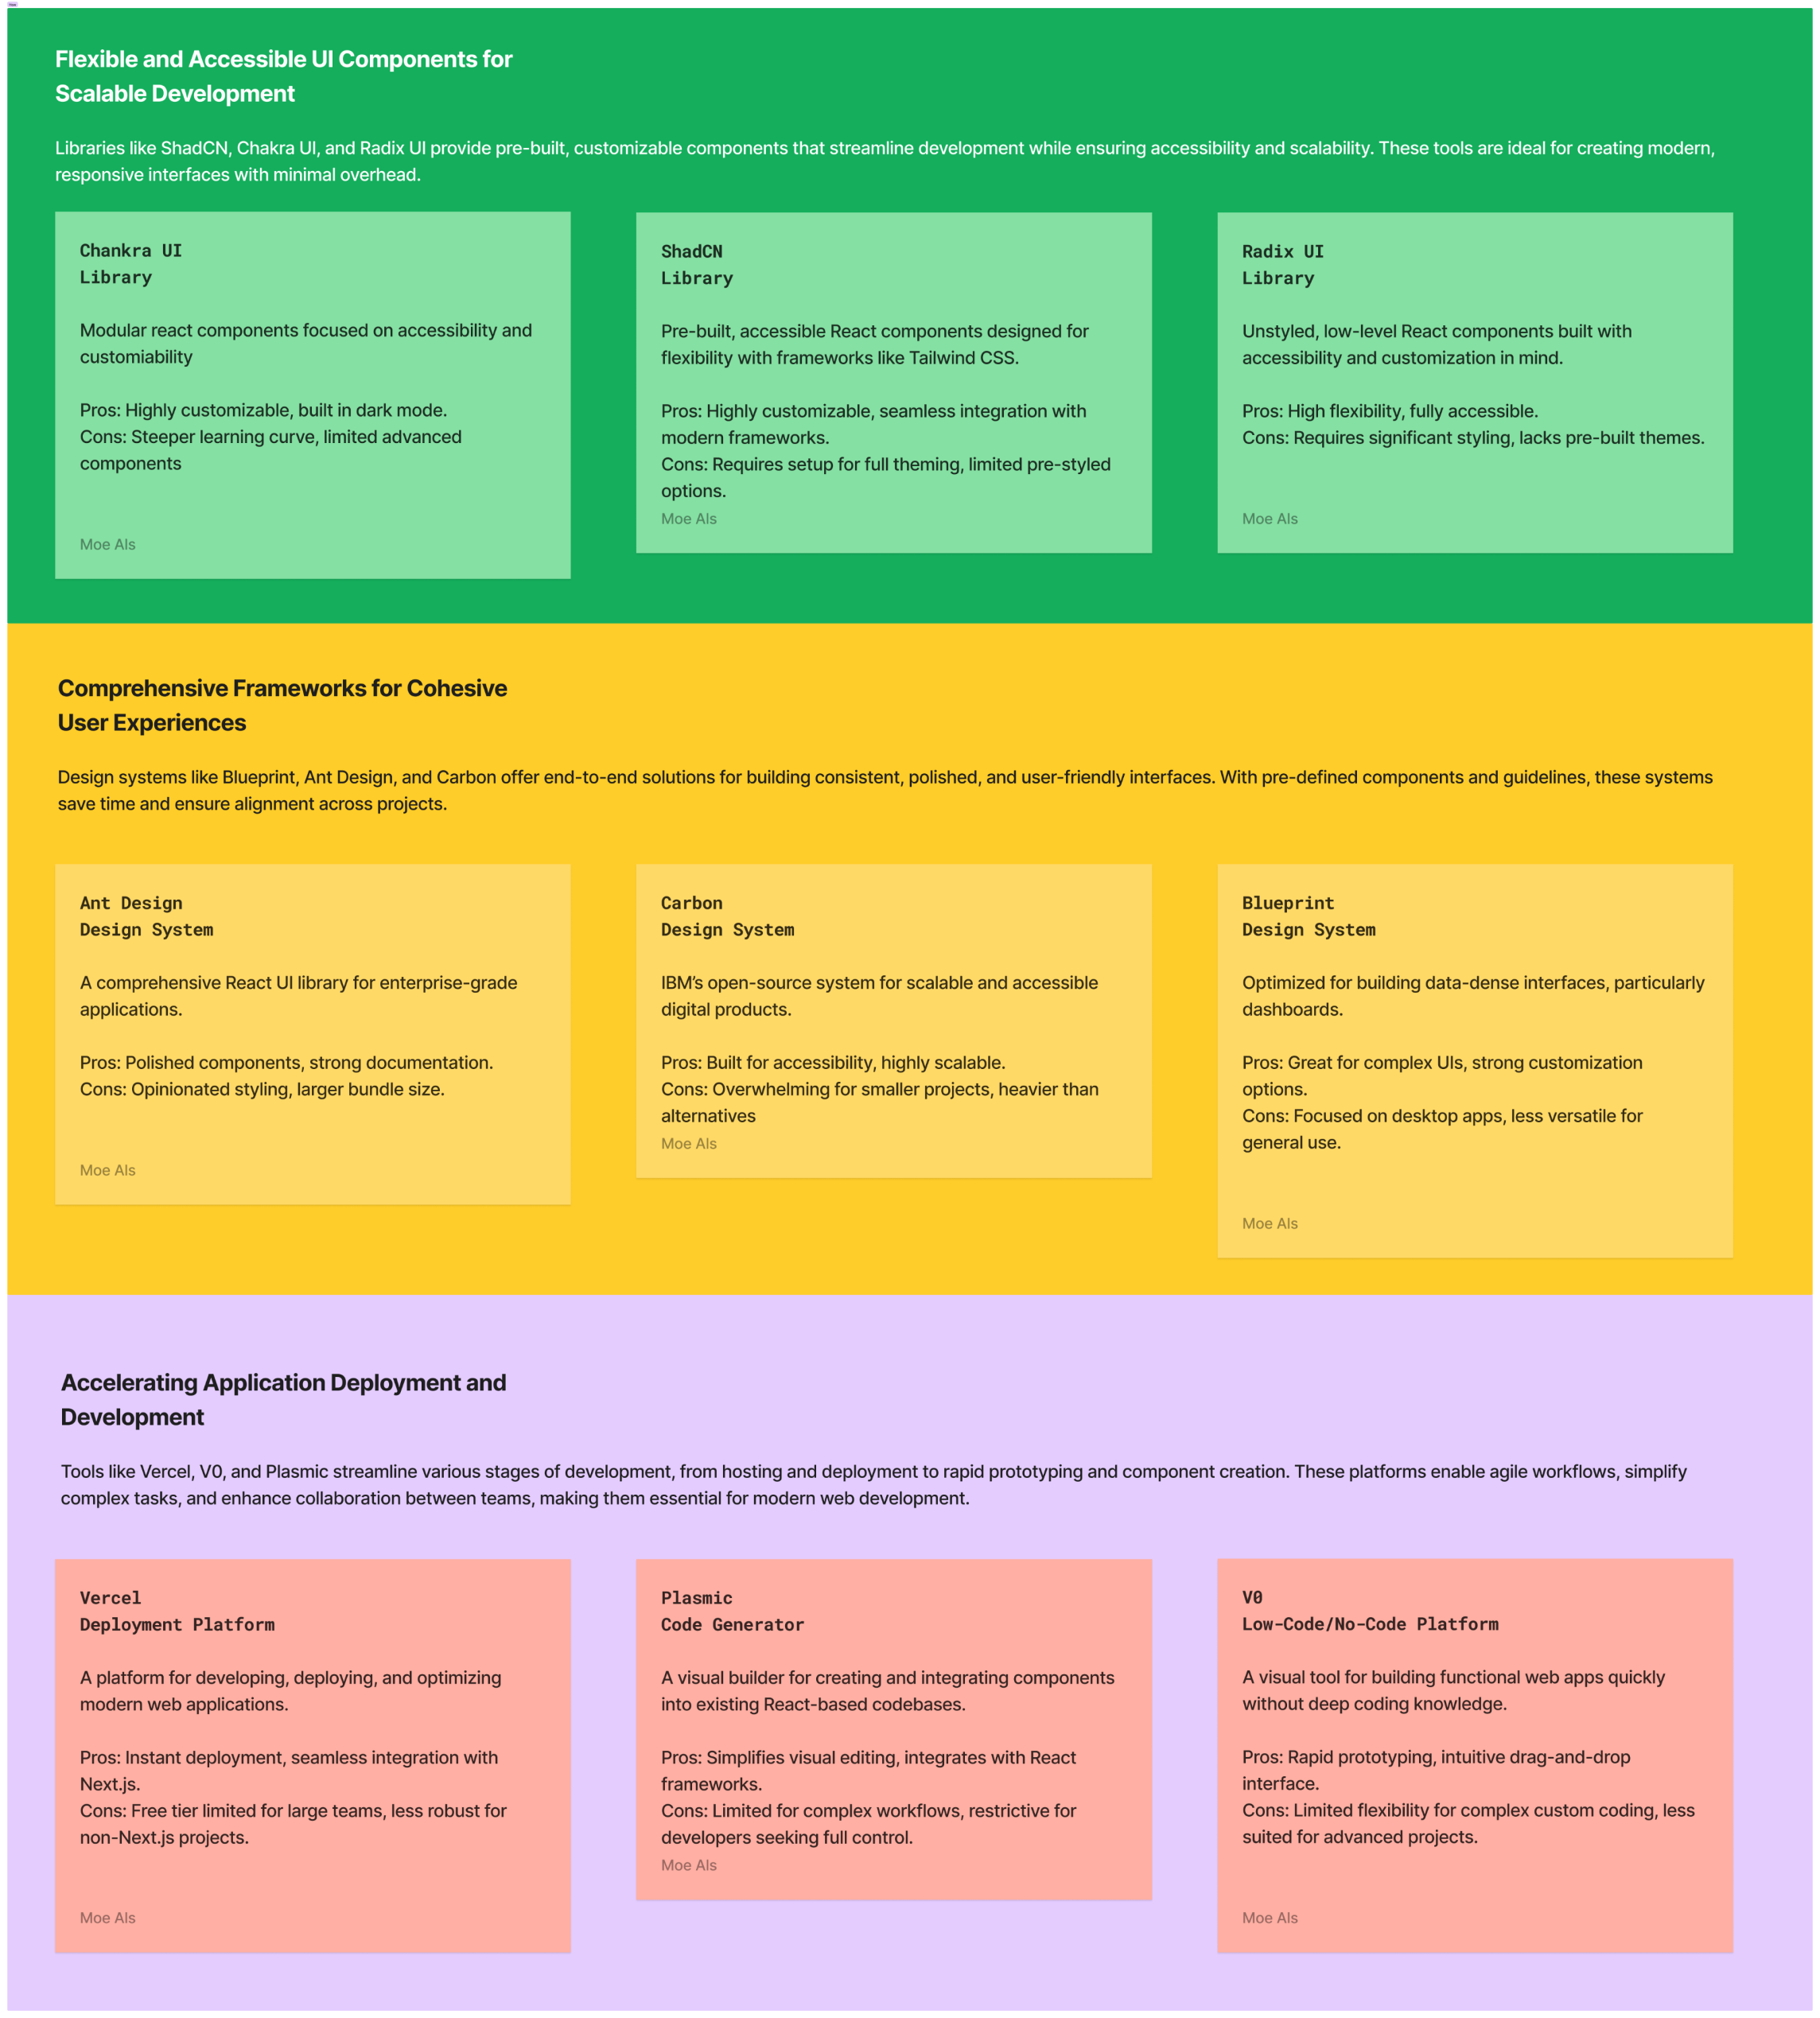 Flexible and Accessible UI Components for
Scalable Development
Libraries like ShadCN, Chakra UI, and Radix UI provide pre-built, customizable components that streamline development while ensuring accessibility and scalability. These tools are ideal for creating modern,
responsive interfaces with minimal overhead.
Chankra UI
Library
Modular react components focused on accessibility and
customiability
Pros: Highly customizable, built in dark mode.
Cons: Steeper learning curve, limited advanced
components
Moe Als
ShadCN
Library
Pre-built, accessible React components designed for
flexibility with frameworks like Tailwind CSS.
Pros: Highly customizable, seamless integration with
modern frameworks.
Cons: Requires setup for full theming, limited pre-styled
options.
Moe Als
Radix UI
Library
Unstyled, low-level React components built with
accessibility and customization in mind.
Pros: High flexibility, fully accessible.
Cons: Requires significant styling, lacks pre-built themes.
Moe Als
Comprehensive Frameworks for Cohesive
User Experiences
Design systems like Blueprint, Ant Design, and Carbon offer end-to-end solutions for building consistent, polished, and user-friendly interfaces. With pre-defined components and guidelines, these systems
save time and ensure alignment across projects.
Ant Design
Design System
A comprehensive React UI library for enterprise-grade
applications.
Pros: Polished components, strong documentation.
Cons: Opinionated styling, larger bundle size.
Moe Als
Carbon
Design System
IBM’s open-source system for scalable and accessible
digital products.
Pros: Built for accessibility, highly scalable.
Cons: Overwhelming for smaller projects, heavier than
alternatives
Moe Als
Blueprint
Design System
Optimized for building data-dense interfaces, particularly
dashboards.
Pros: Great for complex UIs, strong customization
options.
Cons: Focused on desktop apps, less versatile for
general use.
Moe Als
Accelerating Application Deployment and
Development
Tools like Vercel, V0, and Plasmic streamline various stages of development, from hosting and deployment to rapid prototyping and component creation. These platforms enable agile workflows, simplify
complex tasks, and enhance collaboration between teams, making them essential for modern web development.
Vercel
Deployment Platform
A platform for developing, deploying, and optimizing
modern web applications.
Pros: Instant deployment, seamless integration with
Next.js.
Cons: Free tier limited for large teams, less robust for
non-Next.js projects.
Moe Als
Plasmic
Code Generator
A visual builder for creating and integrating components
into existing React-based codebases.
Pros: Simplifies visual editing, integrates with React
frameworks.
Cons: Limited for complex workflows, restrictive for
developers seeking full control.
Moe Als
V0
Low-Code/No-Code Platform
A visual tool for building functional web apps quickly
without deep coding knowledge.
Pros: Rapid prototyping, intuitive drag-and-drop
interface.
Cons: Limited flexibility for complex custom coding, less
suited for advanced projects.
Moe Als